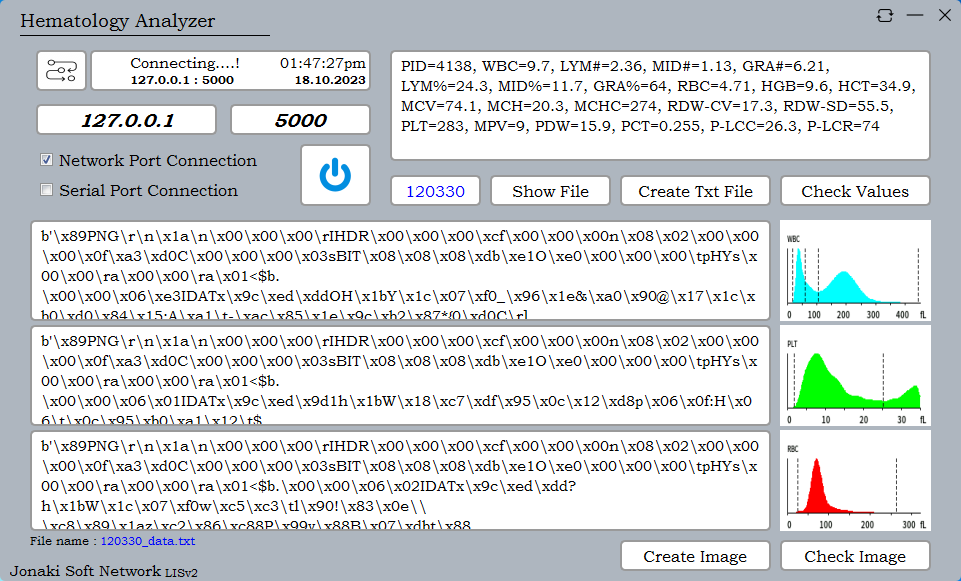 Hematology Analyzer
Connecting....! 01:47:27pm
127.0.0.1 : 5000 18.10.2023
127.0.0.1 5000
Network Port Connection
Serial Port Connection
PID=4138, WBC=9.7, LYM#=2.36, MID#=1.13, GRA#=6.21,
LYM%=24.3, MID%=11.7, GRA%=64, RBC=4.71, HGB=9.6, HCT=34.9,
MCV=74.1, MCH=20.3, MCHC=274, RDW-CV=17.3, RDW-SD=55.5,
PLT=283, MPV=9, PDW=15.9, PCT=0.255, P-LCC=26.3, P-LCR=74
120330 Show File Create Txt File Check Values
b'\x89PNG\r\n\x1a\n\x00\x00\x00\rIHDR\x00\x00\x00\xcf\x00\x00\x00n\x08\x02\x00\x00
\x00\x0f\xa3\xd0C\x00\x00\x00\x03sBIT\x08\x08\x08\xdb\xe1O\xe0\x00\x00\x00\tpHYs\x
00\x00\ra\x00\x00\ra\x01<$b.
\x00\x00\x06\xe3IDATx\x9c\xed\xddOH\x1bY\x1c\x07\xf0_\x96\x1e&\xa0\x90@\x17\x1c\x
b0\xd0\x84\x15;A\xa1\t-\xac\x85\x1e\x9c\xb2\x87*{0\xd0C\r]
WBC
0 100 200 300 400 fL
b'\x89PNG\r\n\x1a\n\x00\x00\x00\rIHDR\x00\x00\x00\xcf\x00\x00\x00n\x08\x02\x00\x00
\x00\x0f\xa3\xd0C\x00\x00\x00\x03sBIT\x08\x08\x08\xdb\xe1O\xe0\x00\x00\x00\tpHYs\x
00\x00\ra\x00\x00\ra\x01<$b.
\x00\x00\x06\x01IDATx\x9c\xed\x9d1h\x1bW\x18\xc7\xdf\x95\x0c\x12\xd8p\x06\x0f:H\x0
6\t\x0c\x95\xb0\xa1\x12\t$
PLT
0 10 20 30 fL
b'\x89PNG\r\n\x1a\n\x00\x00\x00\rIHDR\x00\x00\x00\xcf\x00\x00\x00n\x08\x02\x00\x00
\x00\x0f\xa3\xd0C\x00\x00\x00\x03sBIT\x08\x08\x08\xdb\xe1O\xe0\x00\x00\x00\tpHYs\x
00\x00\ra\x00\x00\ra\x01<$b.\x00\x00\x06\x02IDATx\x9c\xed\xdd?
h\x1bW\x1c\x07\xf0w\xc5\xc3\tl\x90!\x83\x0e\\
\xc8\x89\x1az\xc2\x86\xc88P\x99v\x88B\x07\xdbt\x88
RBC
0 100 200 300 fL
File name : 120330_data.txt
Create Image Check Image
Jonaki Soft Network LISv2